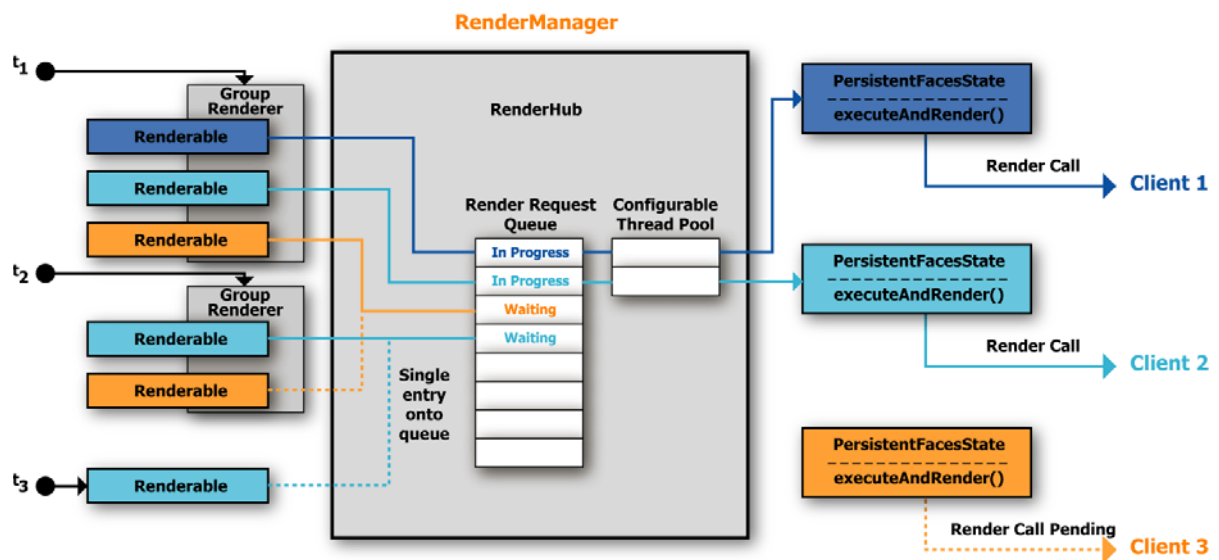 RenderManager
t1
Group
Renderer
Renderable
Renderable
Renderable
t2
Group
Renderer
Renderable
Renderable
t3
Renderable
RenderHub
Render Request
Queue
In Progress
In Progress
Waiting
Waiting
Configurable
Thread Pool
Single
entry
onto
queue
PersistentFacesState
executeAndRender()
Render Call
Client 1
PersistentFacesState
executeAndRender()
Render Call
Client 2
PersistentFacesState
executeAndRender()
Render Call Pending
Client 3